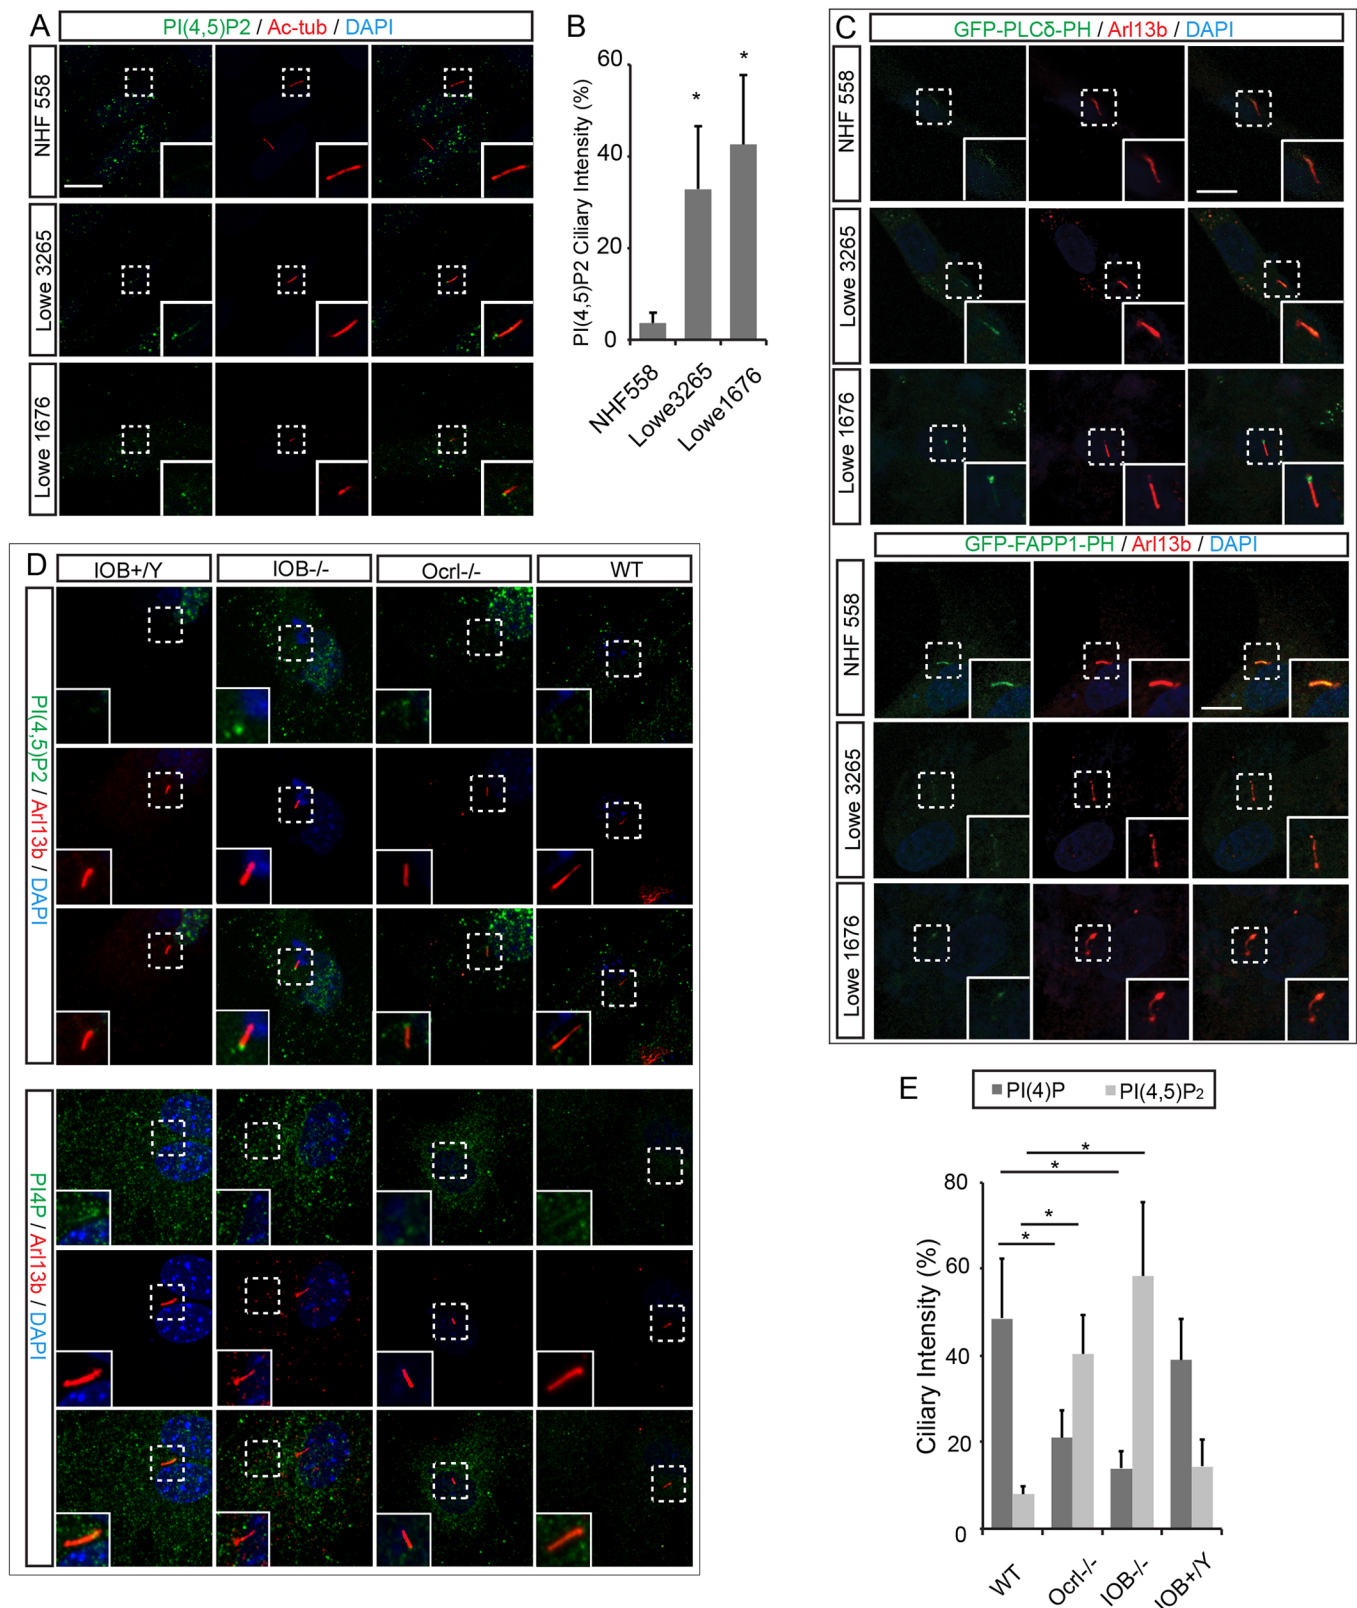 A
PI(4,5)P2 / Ac-tub / DAPI
NHF 558
Lowe 3265
Lowe 1676
B
PI(4,5)P2 Ciliary Intensity (%)
60
40
20
0
NHF558
Lowe3265
Lowe1676
C
GFP-PLCδ-PH / Arl13b / DAPI
NHF 558
Lowe 3265
Lowe 1676
GFP-FAPP1-PH / Arl13b / DAPI
NHF 558
Lowe 3265
Lowe 1676
D
IOB+/Y
IOB-/-
Ocrl-/-
WT
PI(4,5)P2 / Arl13b / DAPI
PI4P / Arl13b / DAPI
E
PI(4)P
PI(4,5)P2
* 
*
*
*
Ciliary Intensity (%)
80
60
40
20
0
WT
Ocrl-/-
IOB-/-
IOB+/Y